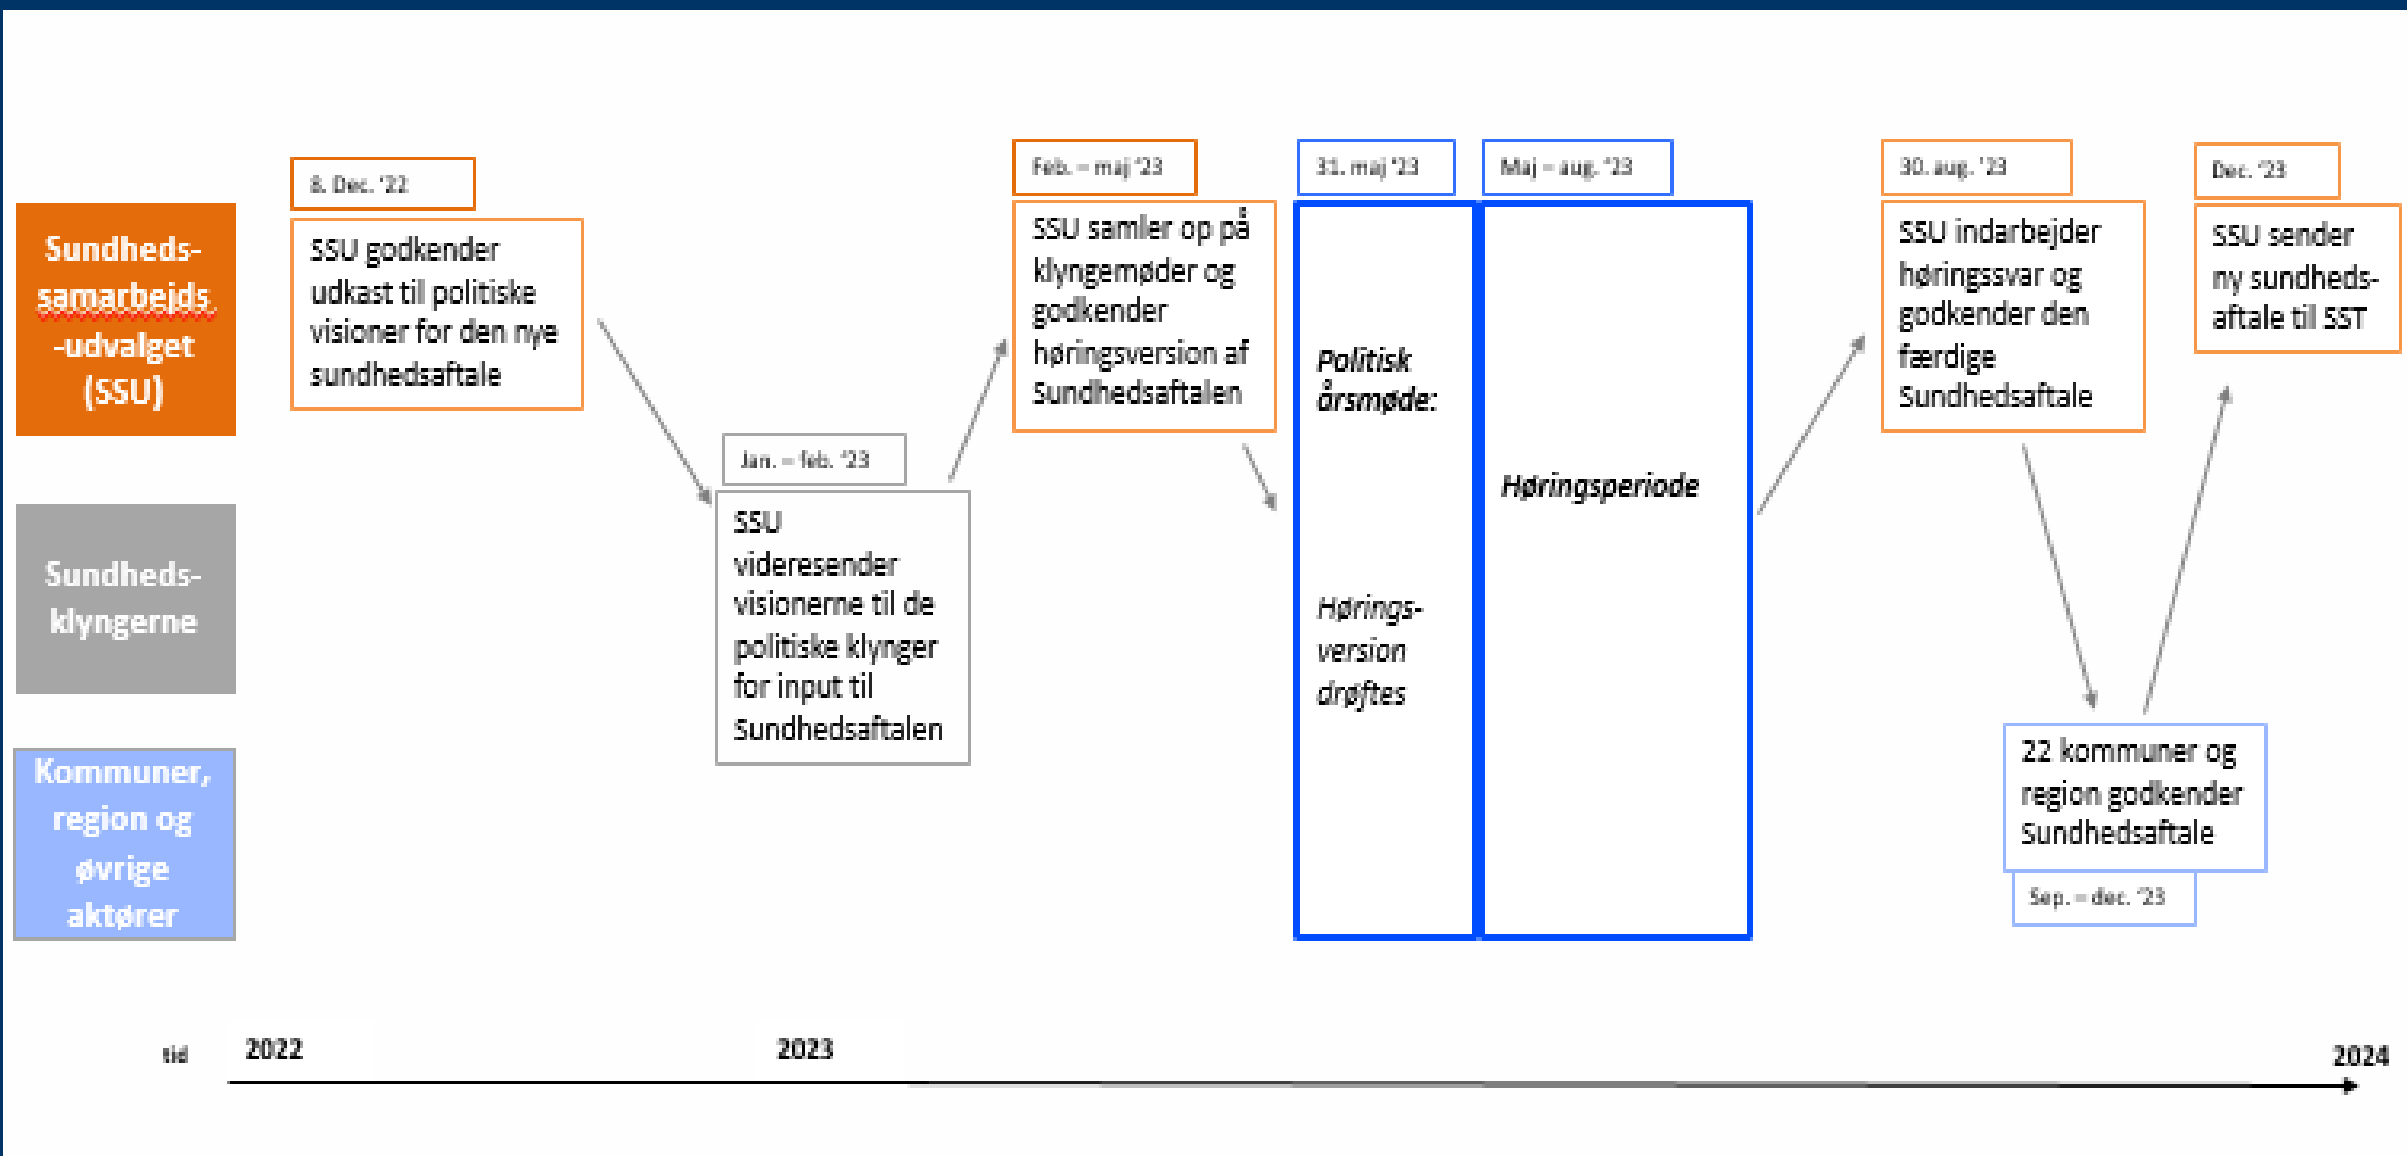 Sundheds-
samarbejds
-udvalget
(SSU)
Sundheds-
klyngerne
Kommuner,
region og
øvrige
aktører
8. Dec. '22
SSU godkender
udkast til politiske
visioner for den nye
sundhedsaftale
Jan. – feb. '23
SSU
videresender
visionerne til de
politiske klynger
for input til
Sundhedsaftalen
Feb. – maj '23
SSU samler op på
klyngemøder og
godkender
høringsversion af
Sundhedsaftalen
31. maj '23
Politisk
årsmøde:
Hørings-
version
drøftes
Maj – aug. '23
Høringsperiode
30. aug. '23
SSU indarbejder
høringssvar og
godkender den
færdige
Sundhedsaftale
22 kommuner og
region godkender
Sundhedsaftale
Sep. – dec. '23
Dec. '23
SSU sender
ny sundheds-
aftale til SST
tid
2022
2023
2024